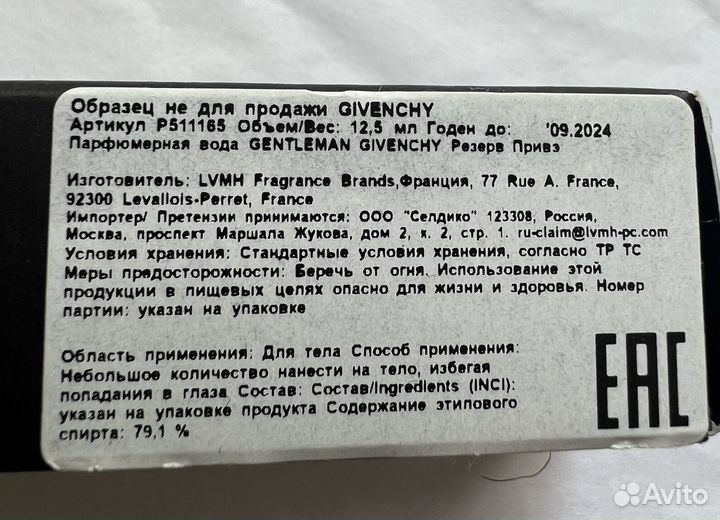 Образец не для продажи GIVENCHY
Артикул P511165 Объем/Вес: 12,5 мл Годен до: '09.2024
Парфюмерная вода GENTLEMAN GIVENCHY Резерв Привэ
Изготовитель: LVMH Fragrance Brands,Франция, 77 Rue A. France,
92300 Levallois-Perret, France
Импортер/ Претензии принимаются: ООО "Селдико" 123308, Россия,
Москва, проспект Маршала Жукова, дом 2, к. 2, стр. 1. ru-claim@lvmh-pc.com
Условия хранения: Стандартные условия хранения, согласно ТР ТС
Меры предосторожности: Беречь от огня. Использование этой
продукции в пищевых целях опасно для жизни и здоровья. Номер
партии: указан на упаковке
Область применения: Для тела Способ применения:
Небольшое количество нанести на тело, избегая
попадания в глаза Состав: Состав/Ingredients (INCI):
указан на упаковке продукта Содержание этилового
спирта: 79,1 %
EAC
Avito